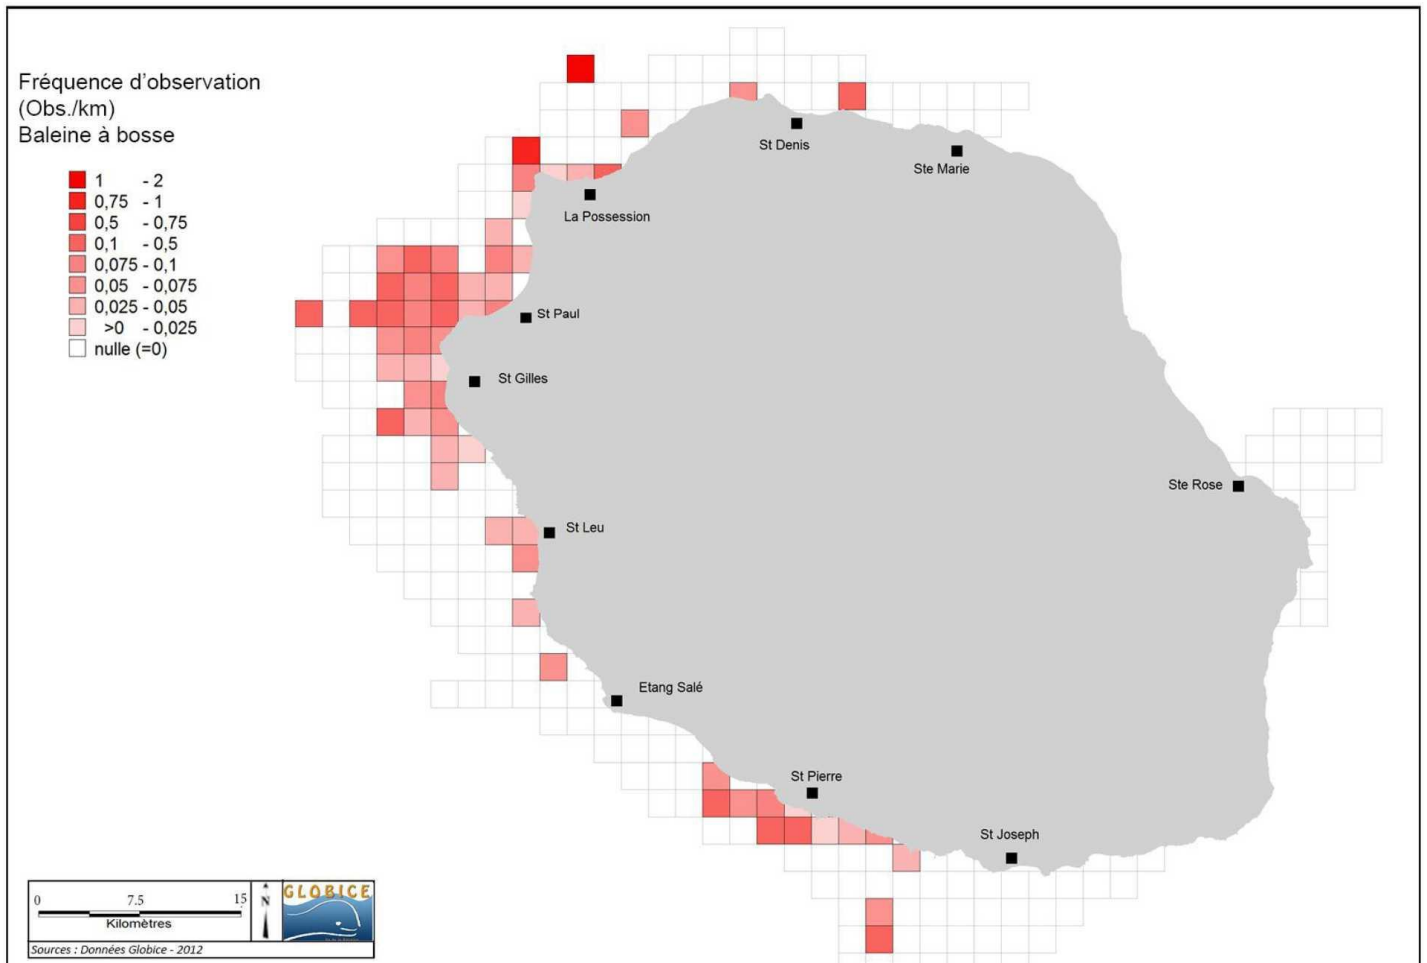 Fréquence d'observation
(Obs./km)
Baleine à bosse
1 - 2
0,75 - 1
0,5 - 0,75
0,1 - 0,5
0,075 - 0,1
0,05 - 0,075
0,025 - 0,05
>0 - 0,025
nulle (=0)
St Denis
Ste Marie
La Possession
St Paul
St Gilles
Ste Rose
St Leu
Etang Salé
St Pierre
St Joseph
0 7.5 15
Kilomètres
N
GLOBICE
Sources : Données Globice - 2012